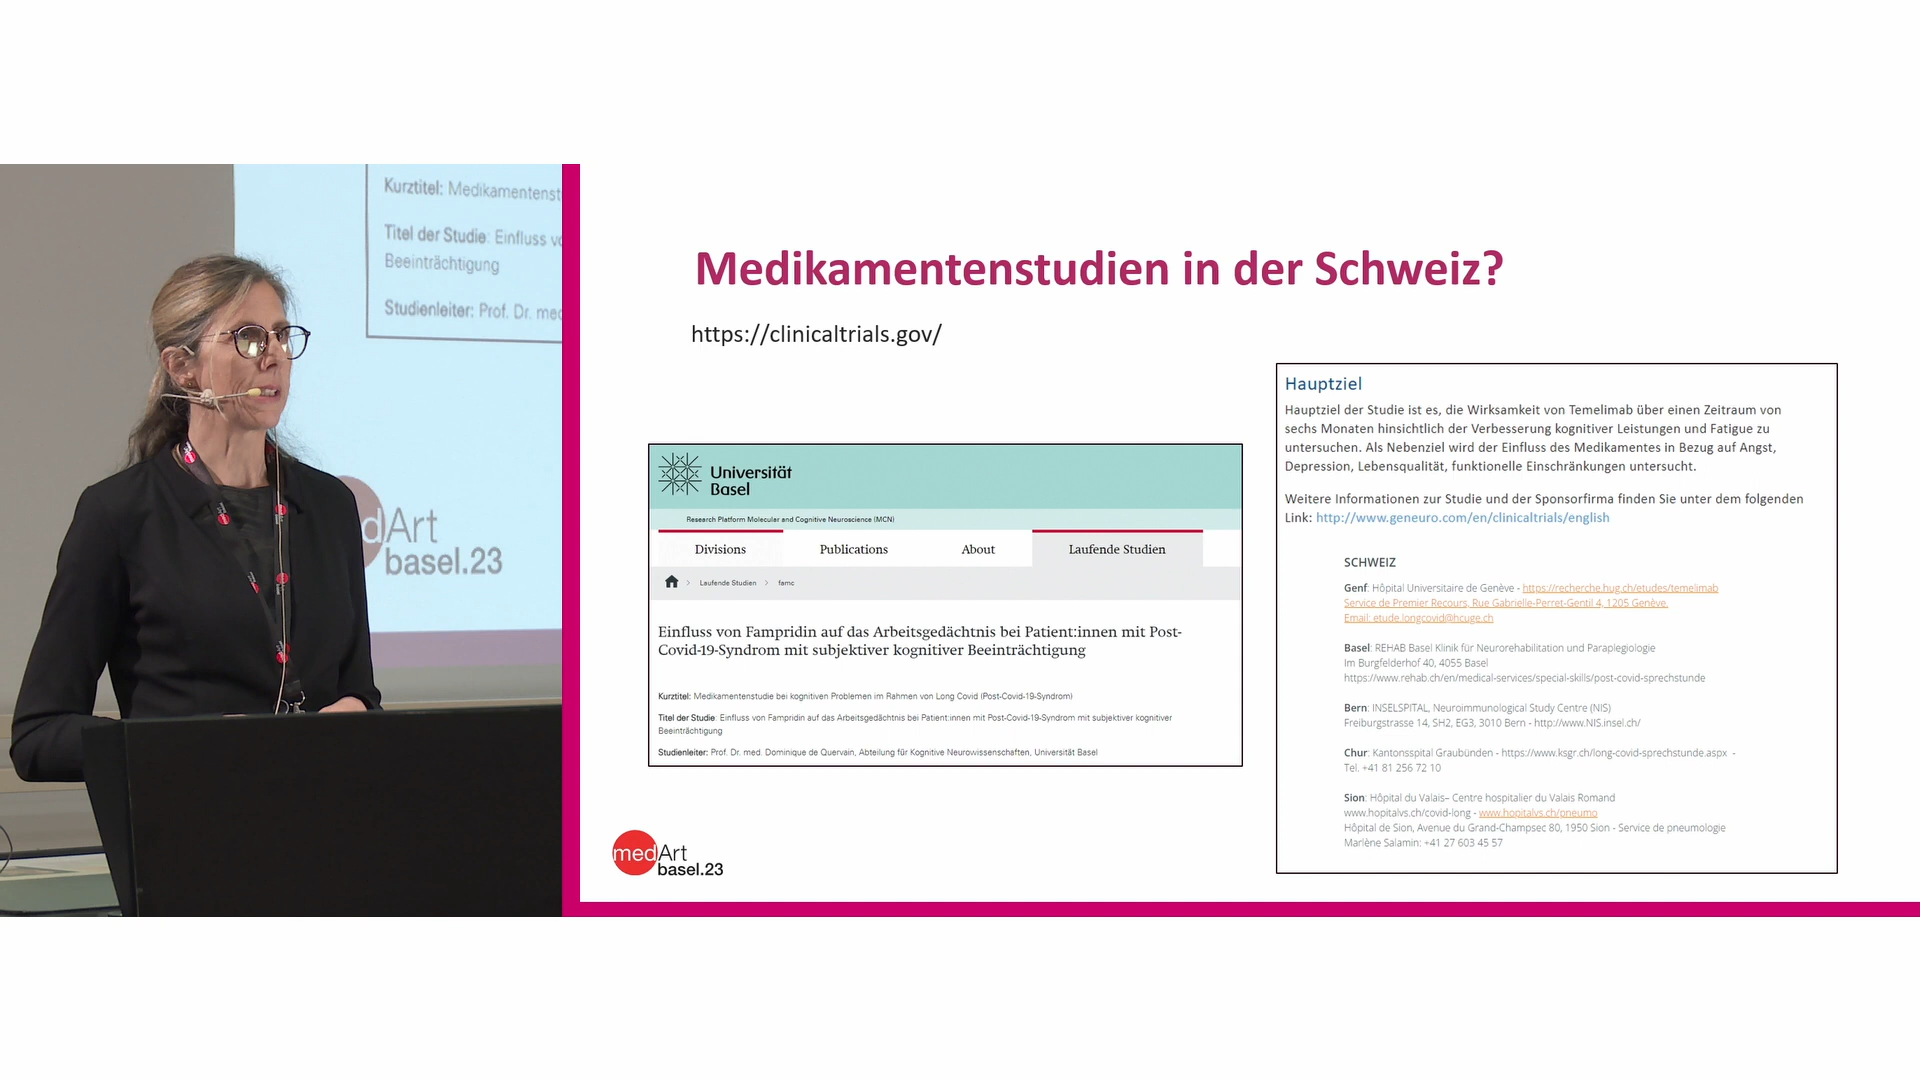 Kurztitel: Medikamentenst
Titel der Studie: Einfluss vo
Beeinträchtigung
Studienleiter: Prof. Dr. med
dArt
basel.23
Medikamentenstudien in der Schweiz?
https://clinicaltrials.gov/
Universität
Basel
Research Platform Molecular and Cognitive Neuroscience (MCN)
Divisions Publications About Laufende Studien
Laufende Studien > famc
Einfluss von Fampridin auf das Arbeitsgedächtnis bei Patient:innen mit Post-
Covid-19-Syndrom mit subjektiver kognitiver Beeinträchtigung
Kurztitel: Medikamentenstudie bei kognitiven Problemen im Rahmen von Long Covid (Post-Covid-19-Syndrom)
Titel der Studie: Einfluss von Fampridin auf das Arbeitsgedächtnis bei Patient:innen mit Post-Covid-19-Syndrom mit subjektiver kognitiver
Beeinträchtigung
Studienleiter: Prof. Dr. med. Dominique de Quervain, Abteilung für Kognitive Neurowissenschaften, Universität Basel
Hauptziel
Hauptziel der Studie ist es, die Wirksamkeit von Temelimab über einen Zeitraum von
sechs Monaten hinsichtlich der Verbesserung kognitiver Leistungen und Fatigue zu
untersuchen. Als Nebenziel wird der Einfluss des Medikamentes in Bezug auf Angst,
Depression, Lebensqualität, funktionelle Einschränkungen untersucht.
Weitere Informationen zur Studie und der Sponsorfirma finden Sie unter dem folgenden
Link: http://www.geneuro.com/en/clinicaltrials/english
SCHWEIZ
Genf: Hôpital Universitaire de Genève - https://recherche.hug.ch/etudes/temelimab
Service de Premier Recours, Rue Gabrielle-Perret-Gentil 4, 1205 Genève.
Email: etude.longcovid@hcuge.ch
Basel: REHAB Basel Klinik für Neurorehabilitation und Paraplegiologie
Im Burgfelderhof 40, 4055 Basel
https://www.rehab.ch/en/medical-services/special-skills/post-covid-sprechstunde
Bern: INSELSPITAL, Neuroimmunological Study Centre (NIS)
Freiburgstrasse 14, SH2, EG3, 3010 Bern - http://www.NIS.insel.ch/
Chur: Kantonsspital Graubünden - https://www.ksgr.ch/long-covid-sprechstunde.aspx -
Tel. +41 81 256 72 10
Sion: Hôpital du Valais– Centre hospitalier du Valais Romand
www.hopitalvs.ch/covid-long - www.hopitalvs.ch/pneumo
Hôpital de Sion, Avenue du Grand-Champsec 80, 1950 Sion - Service de pneumologie
Marlène Salamin: +41 27 603 45 57
medArt
basel.23